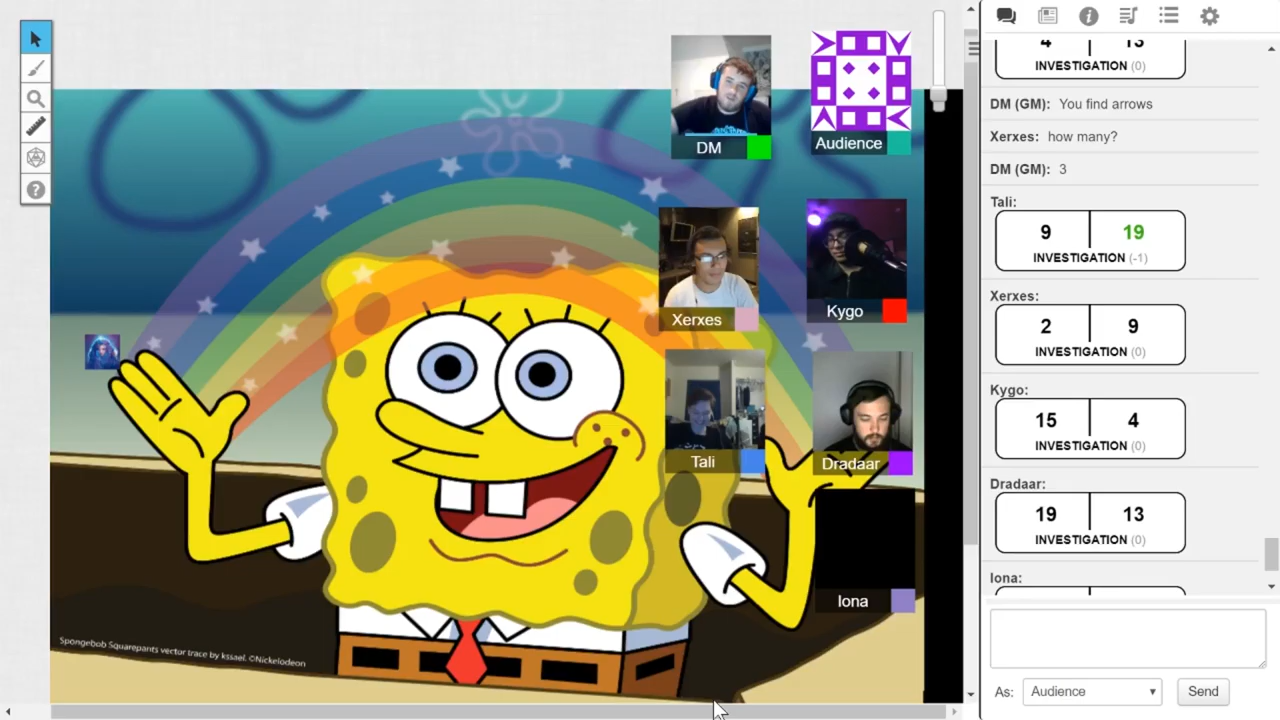 DM
Audience
Xerxes
Kygo
Tali
Dradaar
Iona
Spongebob Squarepants vector trace by kssael. ©Nickelodeon
4 13
INVESTIGATION (0)
DM (GM): You find arrows
Xerxes: how many?
DM (GM): 3
Tali:
9 19
INVESTIGATION (-1)
Xerxes:
2 9
INVESTIGATION (0)
Kygo:
15 4
INVESTIGATION (0)
Dradaar:
19 13
INVESTIGATION (0)
Iona:
As: Audience Send